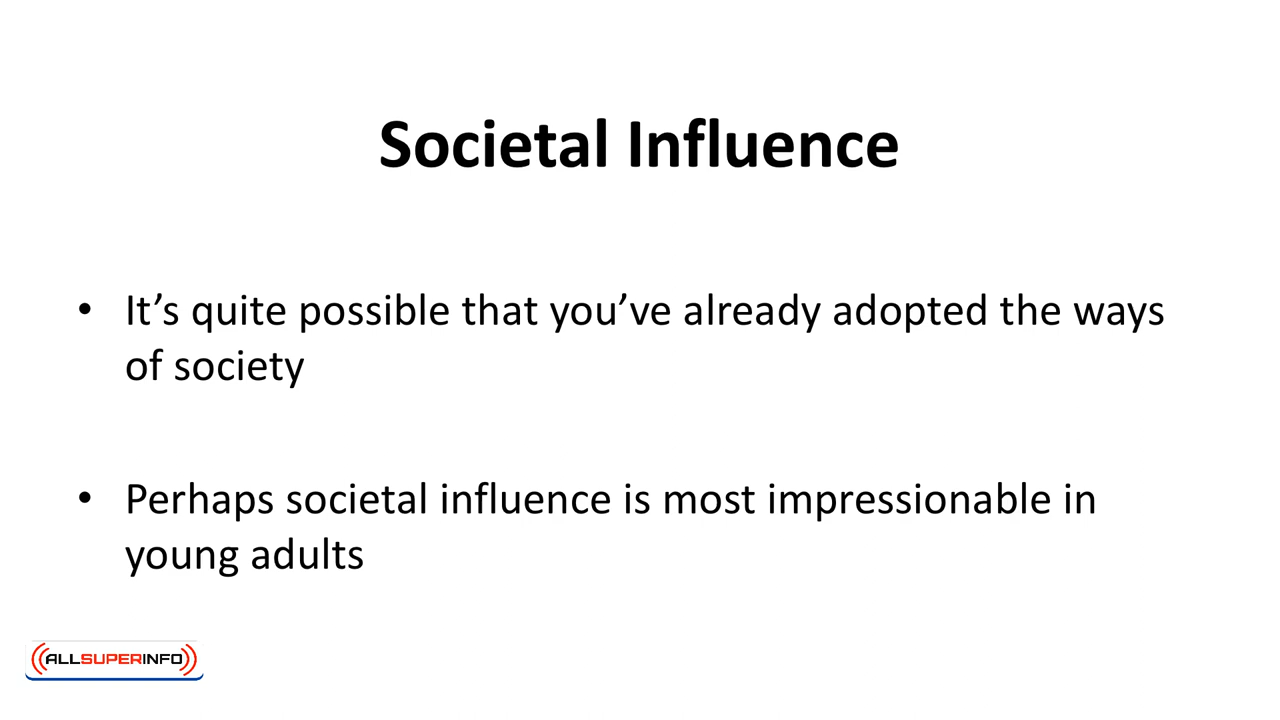 Societal Influence
• It’s quite possible that you’ve already adopted the ways
of society
• Perhaps societal influence is most impressionable in
young adults
ALLSUPERINFO